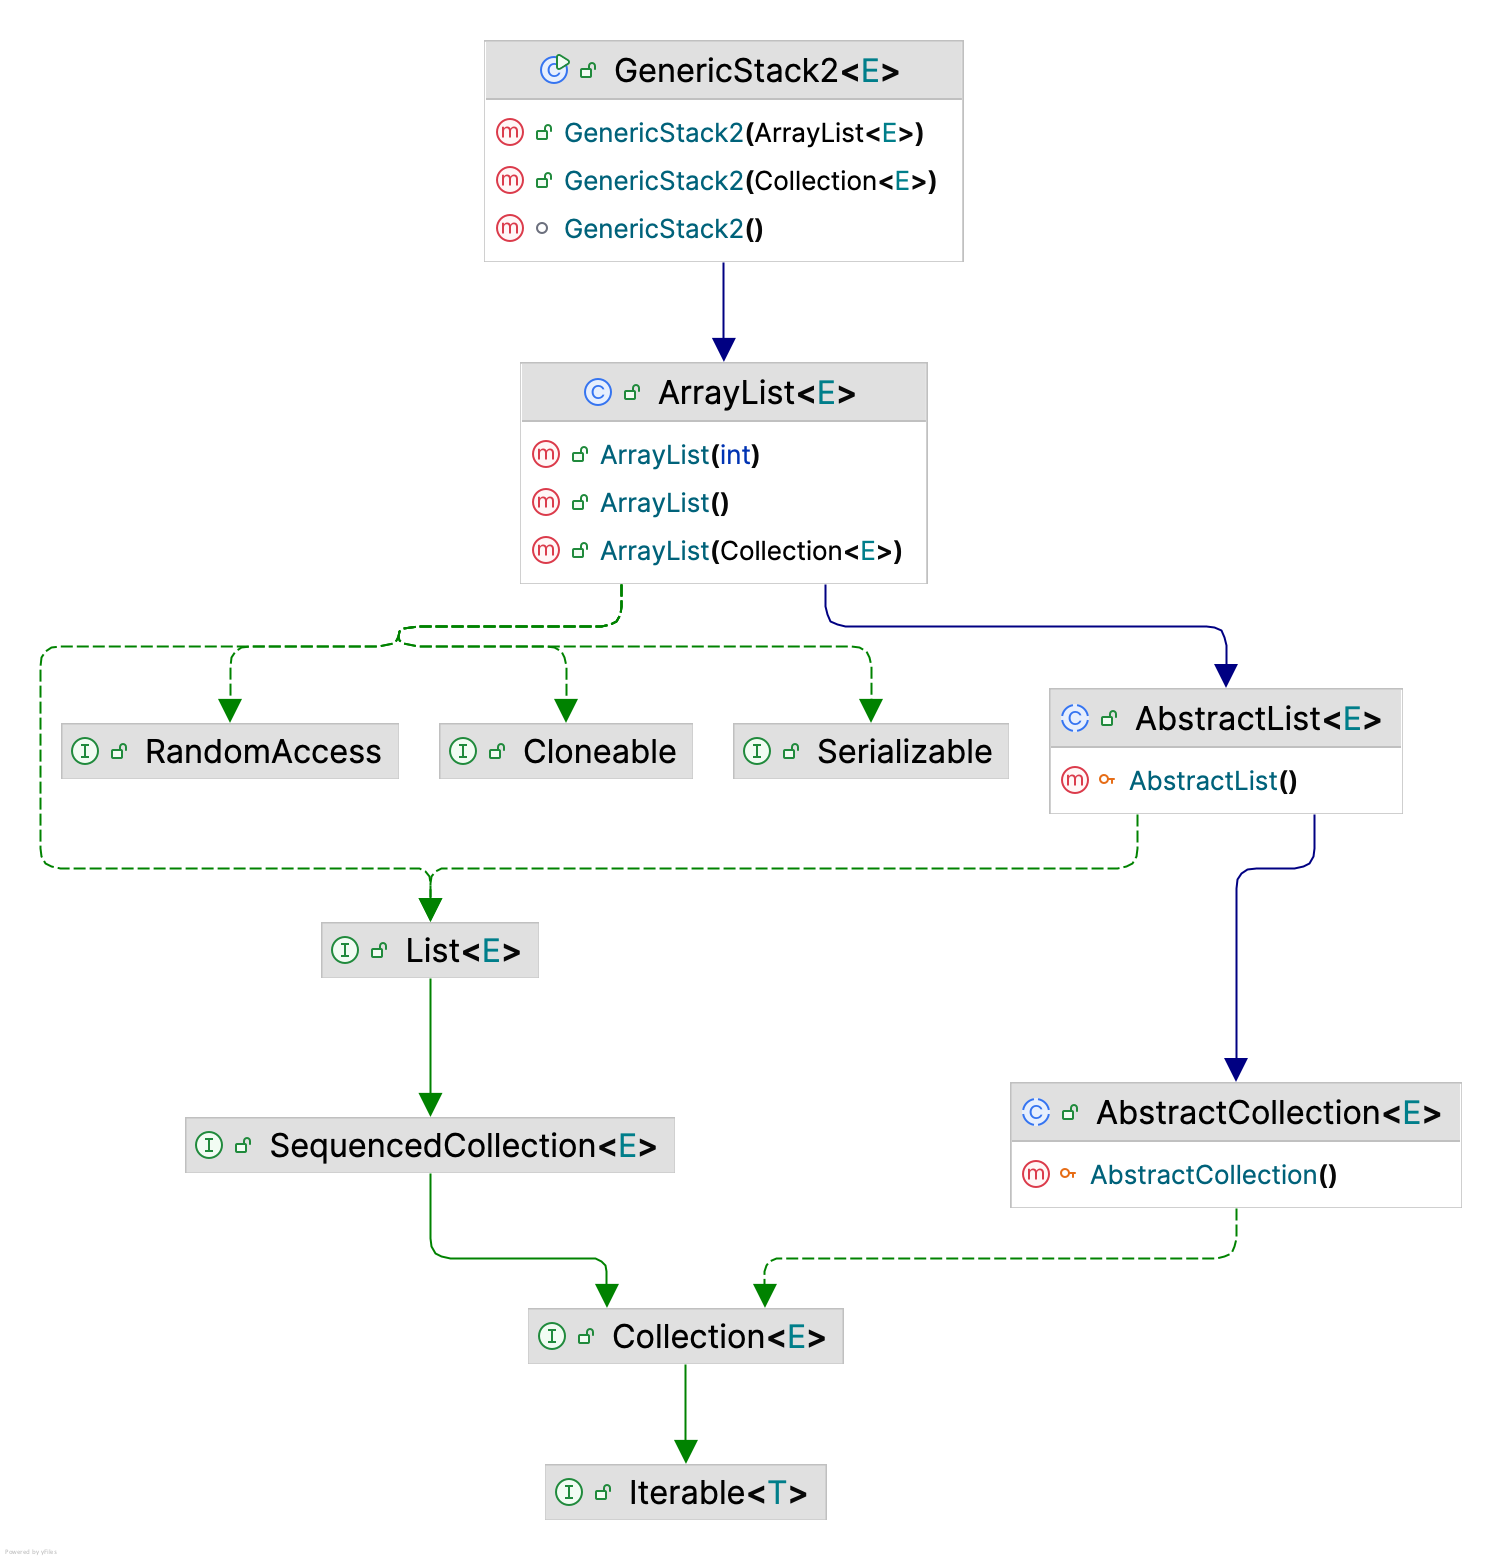 GenericStack2<E>
GenericStack2(ArrayList<E>)
GenericStack2(Collection<E>)
GenericStack2()
ArrayList<E>
ArrayList(int)
ArrayList()
ArrayList(Collection<E>)
RandomAccess
Cloneable
Serializable
AbstractList<E>
AbstractList()
List<E>
SequencedCollection<E>
AbstractCollection<E>
AbstractCollection()
Collection<E>
Iterable<T>
Powered by yFiles